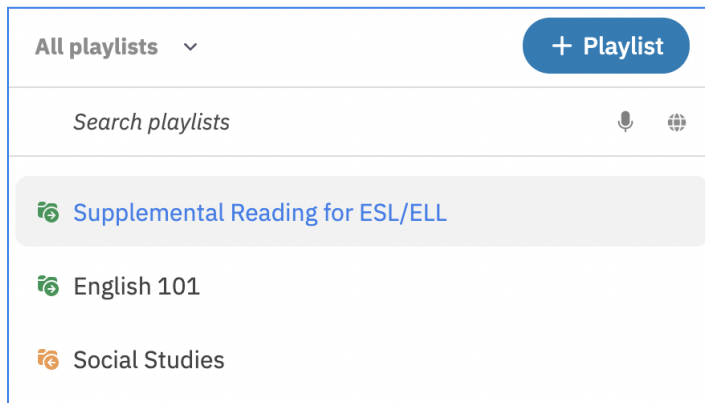 All playlists
+ Playlist
Search playlists
Supplemental Reading for ESL/ELL
English 101
Social Studies